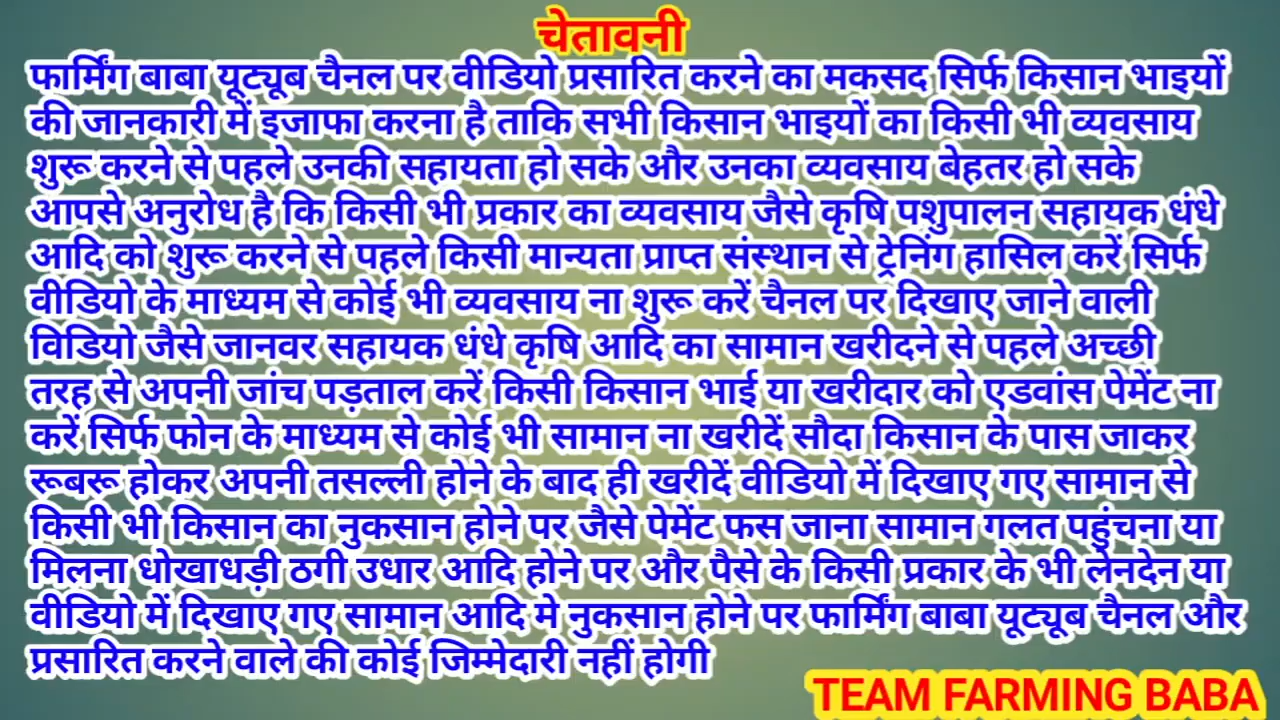 चेतावनी
फार्मिंग बाबा यूट्यूब चैनल पर वीडियो प्रसारित करने का मकसद सिर्फ किसान भाइयों
की जानकारी में इजाफा करना है ताकि सभी किसान भाइयों का किसी भी व्यवसाय
शुरू करने से पहले उनकी सहायता हो सके और उनका व्यवसाय बेहतर हो सके
आपसे अनुरोध है कि किसी भी प्रकार का व्यवसाय जैसे कृषि पशुपालन सहायक धंधे
आदि को शुरू करने से पहले किसी मान्यता प्राप्त संस्थान से ट्रेनिंग हासिल करें सिर्फ
वीडियो के माध्यम से कोई भी व्यवसाय ना शुरू करें चैनल पर दिखाए जाने वाली
विडियो जैसे जानवर सहायक धंधे कृषि आदि का सामान खरीदने से पहले अच्छी
तरह से अपनी जांच पड़ताल करें किसी किसान भाई या खरीदार को एडवांस पेमेंट ना
करें सिर्फ फोन के माध्यम से कोई भी सामान ना खरीदें सौदा किसान के पास जाकर
रूबरू होकर अपनी तसल्ली होने के बाद ही खरीदें वीडियो में दिखाए गए सामान से
किसी भी किसान का नुकसान होने पर जैसे पेमेंट फस जाना सामान गलत पहुंचना या
मिलना धोखाधड़ी ठगी उधार आदि होने पर और पैसे के किसी प्रकार के भी लेनदेन या
वीडियो में दिखाए गए सामान आदि मे नुकसान होने पर फार्मिंग बाबा यूट्यूब चैनल और
प्रसारित करने वाले की कोई जिम्मेदारी नहीं होगी
TEAM FARMING BABA